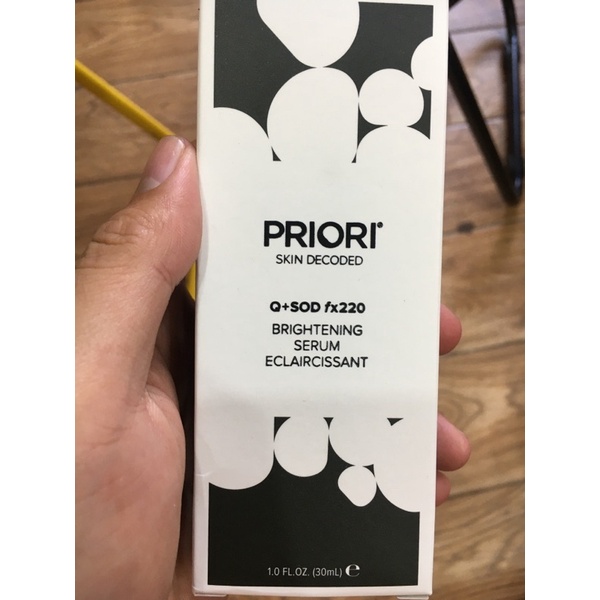 PRIORI®
SKIN DECODED
Q+SOD fx220
BRIGHTENING
SERUM
ECLAIRCISSANT
1.0 FL.OZ. (30mL) ℮